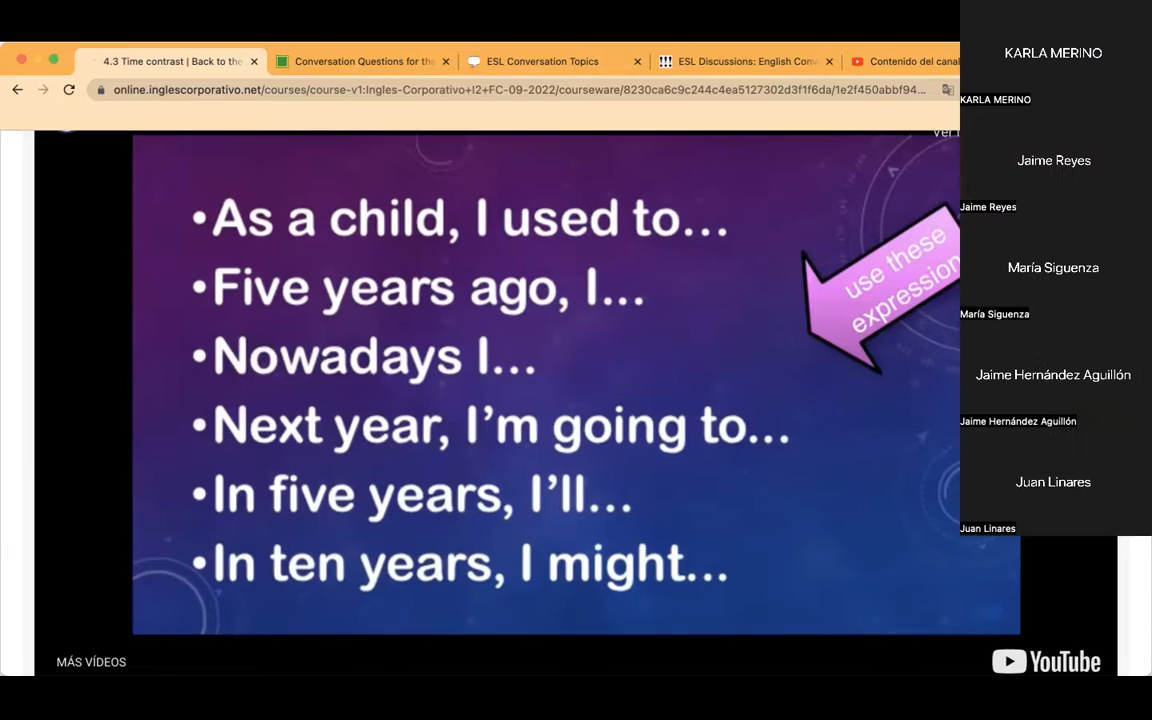 4.3 Time contrast | Back to the
Conversation Questions for the
ESL Conversation Topics
ESL Discussions: English Conv
Contenido del canal
online.inglescorporativo.net/courses/course-v1:Ingles-Corporativo+I2+FC-09-2022/courseware/8230ca6c9c244c4ea5127302d3f1f6da/1e2f450abbf94...
•As a child, I used to...
•Five years ago, I...
•Nowadays I...
•Next year, I'm going to...
•In five years, I'll...
•In ten years, I might...
use these
expression
MÁS VÍDEOS
YouTube
KARLA MERINO
KARLA MERINO
Jaime Reyes
Jaime Reyes
María Siguenza
María Siguenza
Jaime Hernández Aguillón
Jaime Hernández Aguillón
Juan Linares
Juan Linares